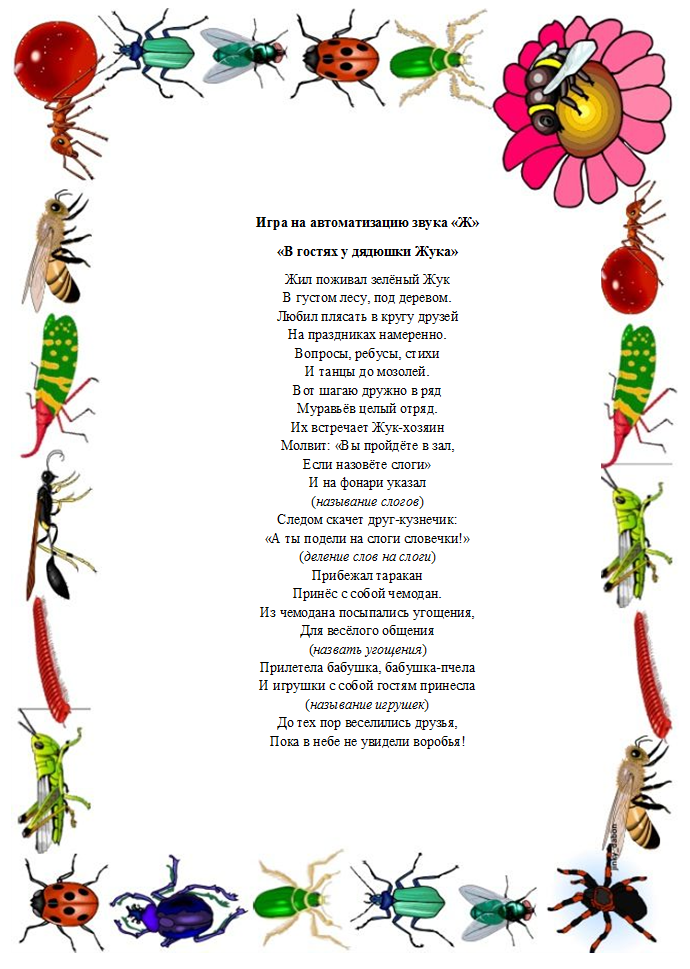 Игра на автоматизацию звука «Ж»
«В гостях у дядюшки Жука»
Жил поживал зелёный Жук
В густом лесу, под деревом.
Любил плясать в кругу друзей
На праздниках намеренно.
Вопросы, ребусы, стихи
И танцы до мозолей.
Вот шагаю дружно в ряд
Муравьёв целый отряд.
Их встречает Жук-хозяин
Молвит: «Вы пройдёте в зал,
Если назовёте слоги»
И на фонари указал
(называние слогов)
Следом скачет друг-кузнечик:
«А ты подели на слоги словечки!»
(деление слов на слоги)
Прибежал таракан
Принёс с собой чемодан.
Из чемодана посыпались угощения,
Для весёлого общения
(назвать угощения)
Прилетела бабушка, бабушка-пчела
И игрушки с собой гостям принесла
(называние игрушек)
До тех пор веселились друзья,
Пока в небе не увидели воробья!
jinky_dabon